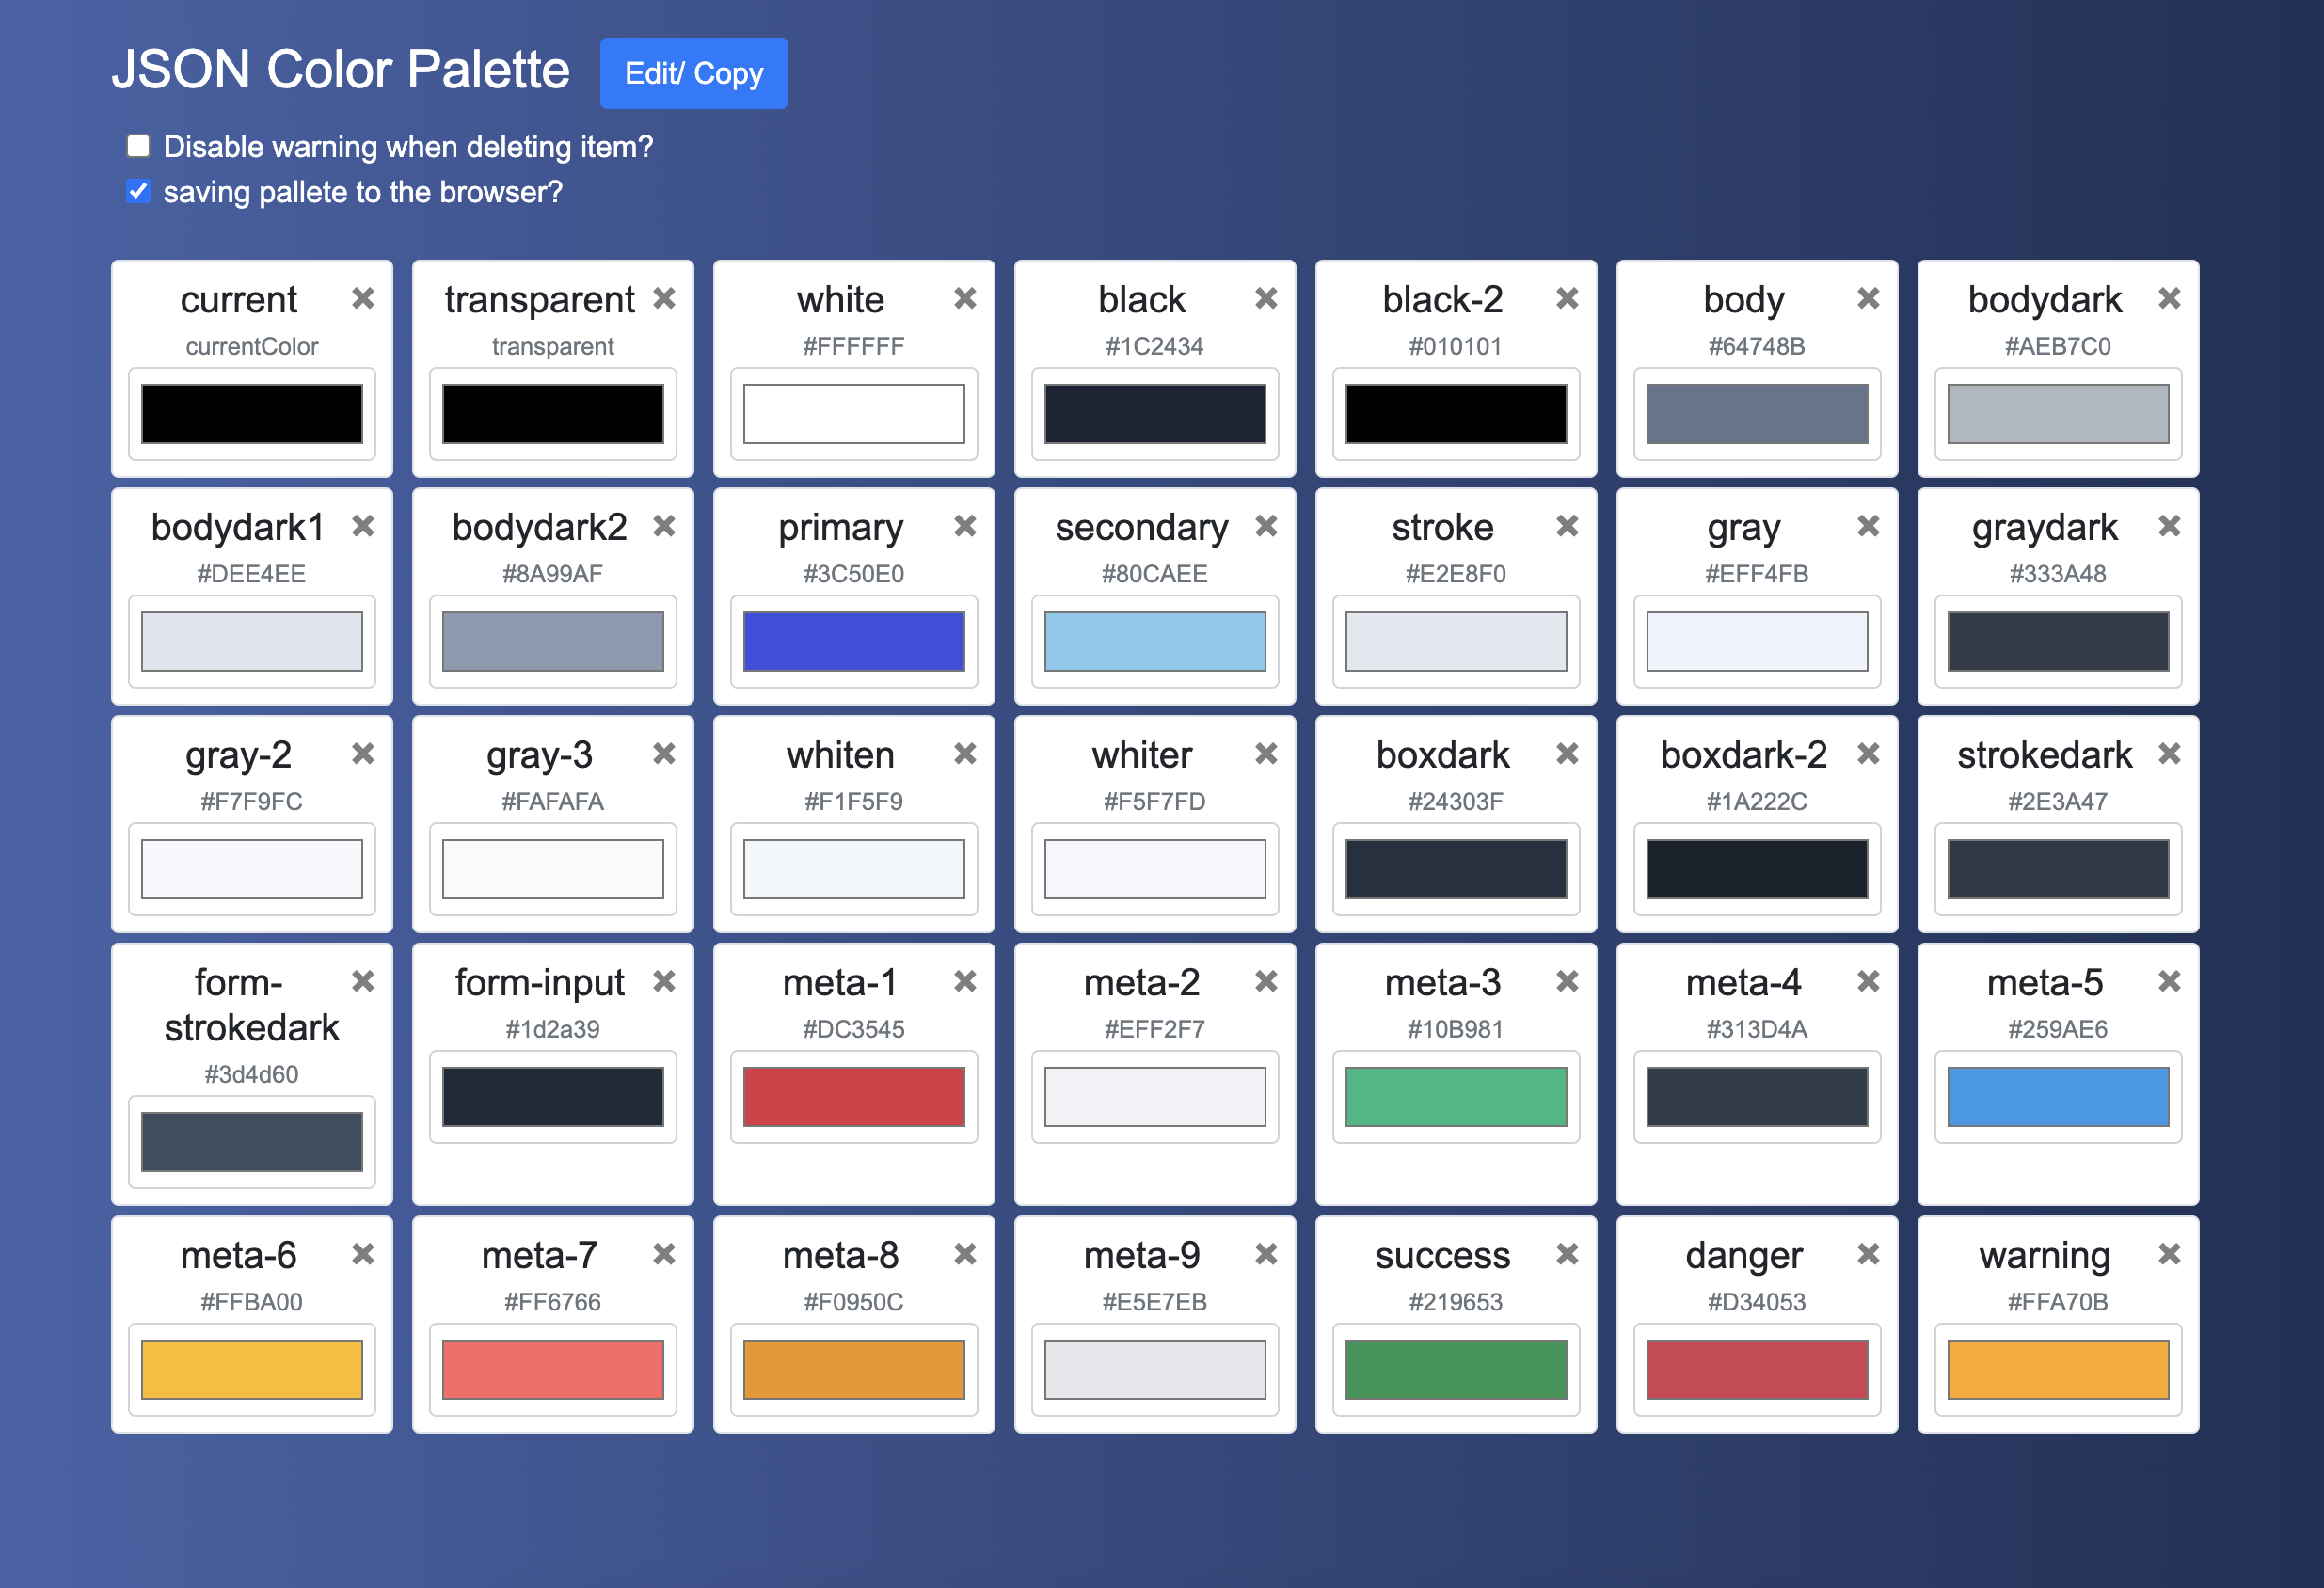 JSON Color Palette Edit/ Copy
Disable warning when deleting item?
saving pallete to the browser?
current transparent white black black-2 body bodydark
currentColor transparent #FFFFFF #1C2434 #010101 #64748B #AEB7C0
bodydark1 bodydark2 primary secondary stroke gray graydark
#DEE4EE #8A99AF #3C50E0 #80CAEE #E2E8F0 #EFF4FB #333A48
gray-2 gray-3 whiten whiter boxdark boxdark-2 strokedark
#F7F9FC #FAFAFA #F1F5F9 #F5F7FD #24303F #1A222C #2E3A47
form- form-input meta-1 meta-2 meta-3 meta-4 meta-5
strokedark #1d2a39 #DC3545 #EFF2F7 #10B981 #313D4A #259AE6
#3d4d60
meta-6 meta-7 meta-8 meta-9 success danger warning
#FFBA00 #FF6766 #F0950C #E5E7EB #219653 #D34053 #FFA70B